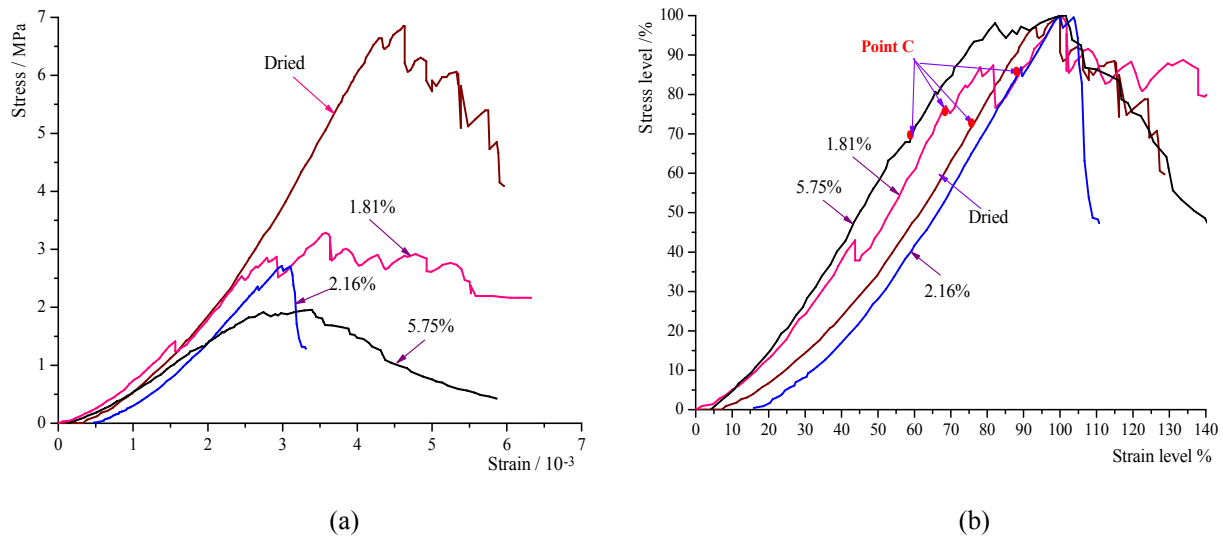 Stress / MPa
7
6
5
4
3
2
1
0
0 1 2 3 4 5 6 7
Strain / 10⁻³
Dried
1.81%
2.16%
5.75%
(a)
Stress level /%
100
90
80
70
60
50
40
30
20
10
0
0 10 20 30 40 50 60 70 80 90 100 110 120 130 140
Strain level %
Point C
1.81%
5.75%
Dried
2.16%
(b)